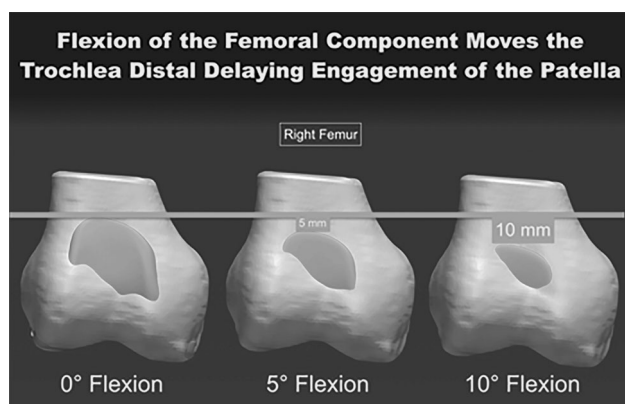 Flexion of the Femoral Component Moves the
Trochlea Distal Delaying Engagement of the Patella
Right Femur
5 mm
10 mm
0° Flexion
5° Flexion
10° Flexion